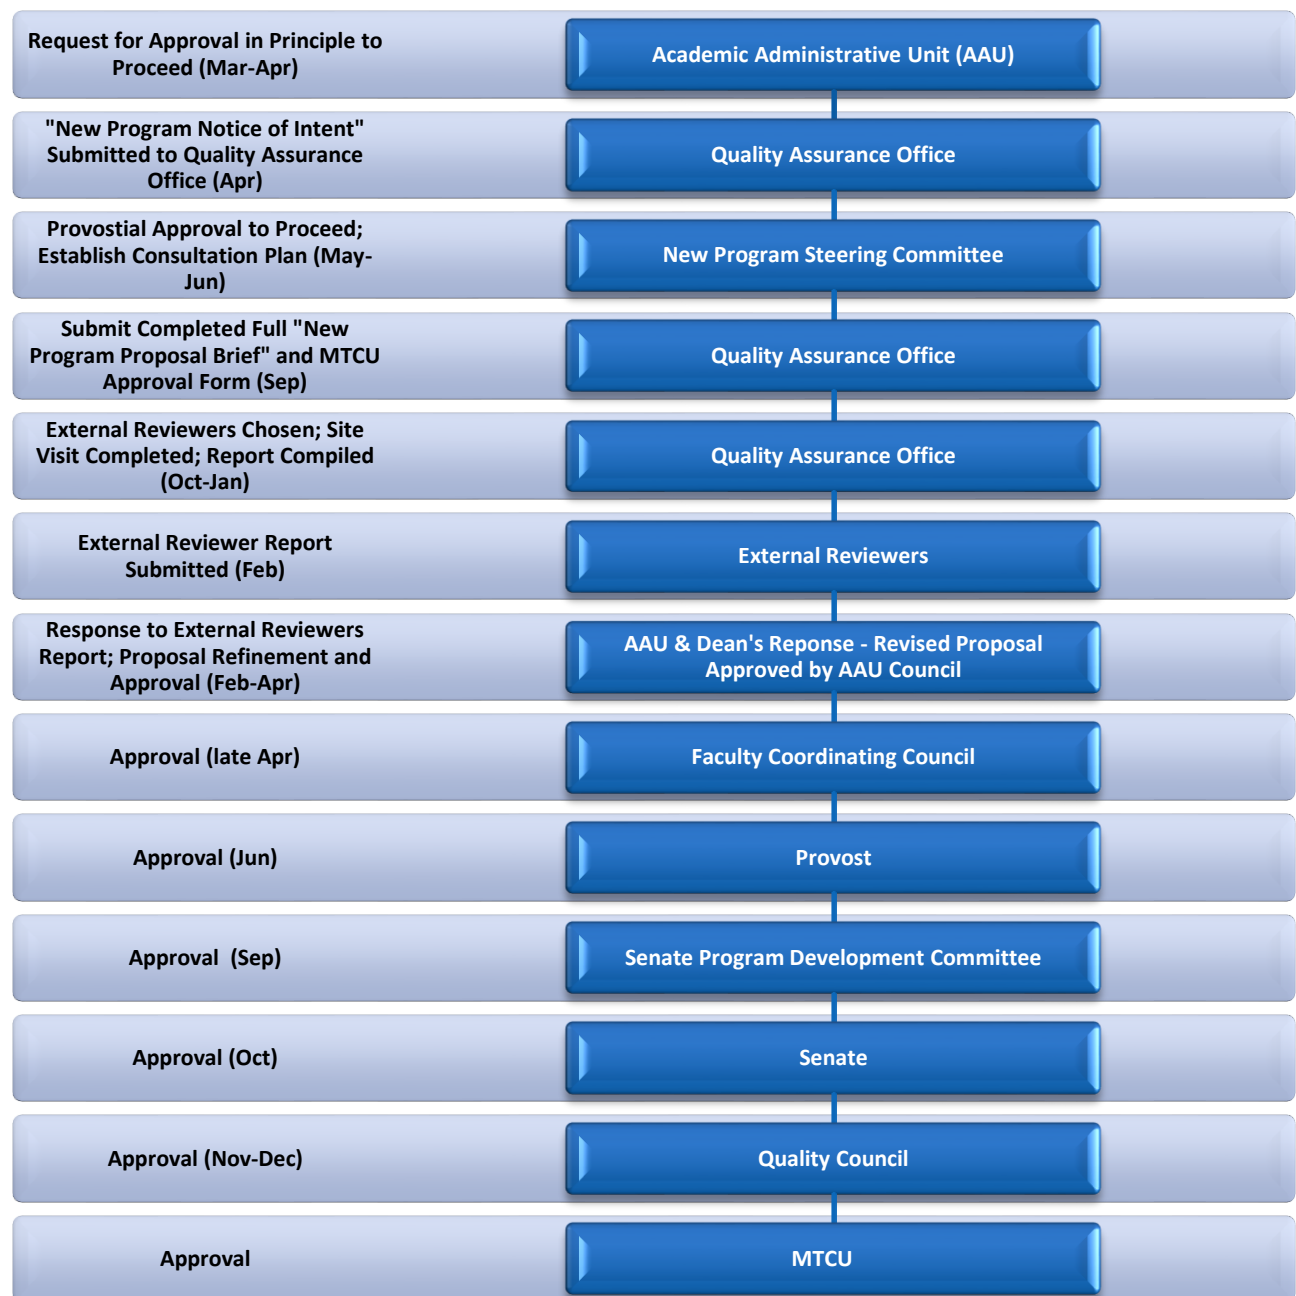 Request for Approval in Principle to
Proceed (Mar-Apr)
Academic Administrative Unit (AAU)
"New Program Notice of Intent"
Submitted to Quality Assurance
Office (Apr)
Quality Assurance Office
Provostial Approval to Proceed;
Establish Consultation Plan (May-
Jun)
New Program Steering Committee
Submit Completed Full "New
Program Proposal Brief" and MTCU
Approval Form (Sep)
Quality Assurance Office
External Reviewers Chosen; Site
Visit Completed; Report Compiled
(Oct-Jan)
Quality Assurance Office
External Reviewer Report
Submitted (Feb)
External Reviewers
Response to External Reviewers
Report; Proposal Refinement and
Approval (Feb-Apr)
AAU & Dean's Reponse - Revised Proposal
Approved by AAU Council
Approval (late Apr)
Faculty Coordinating Council
Approval (Jun)
Provost
Approval  (Sep)
Senate Program Development Committee
Approval (Oct)
Senate
Approval (Nov-Dec)
Quality Council
Approval
MTCU